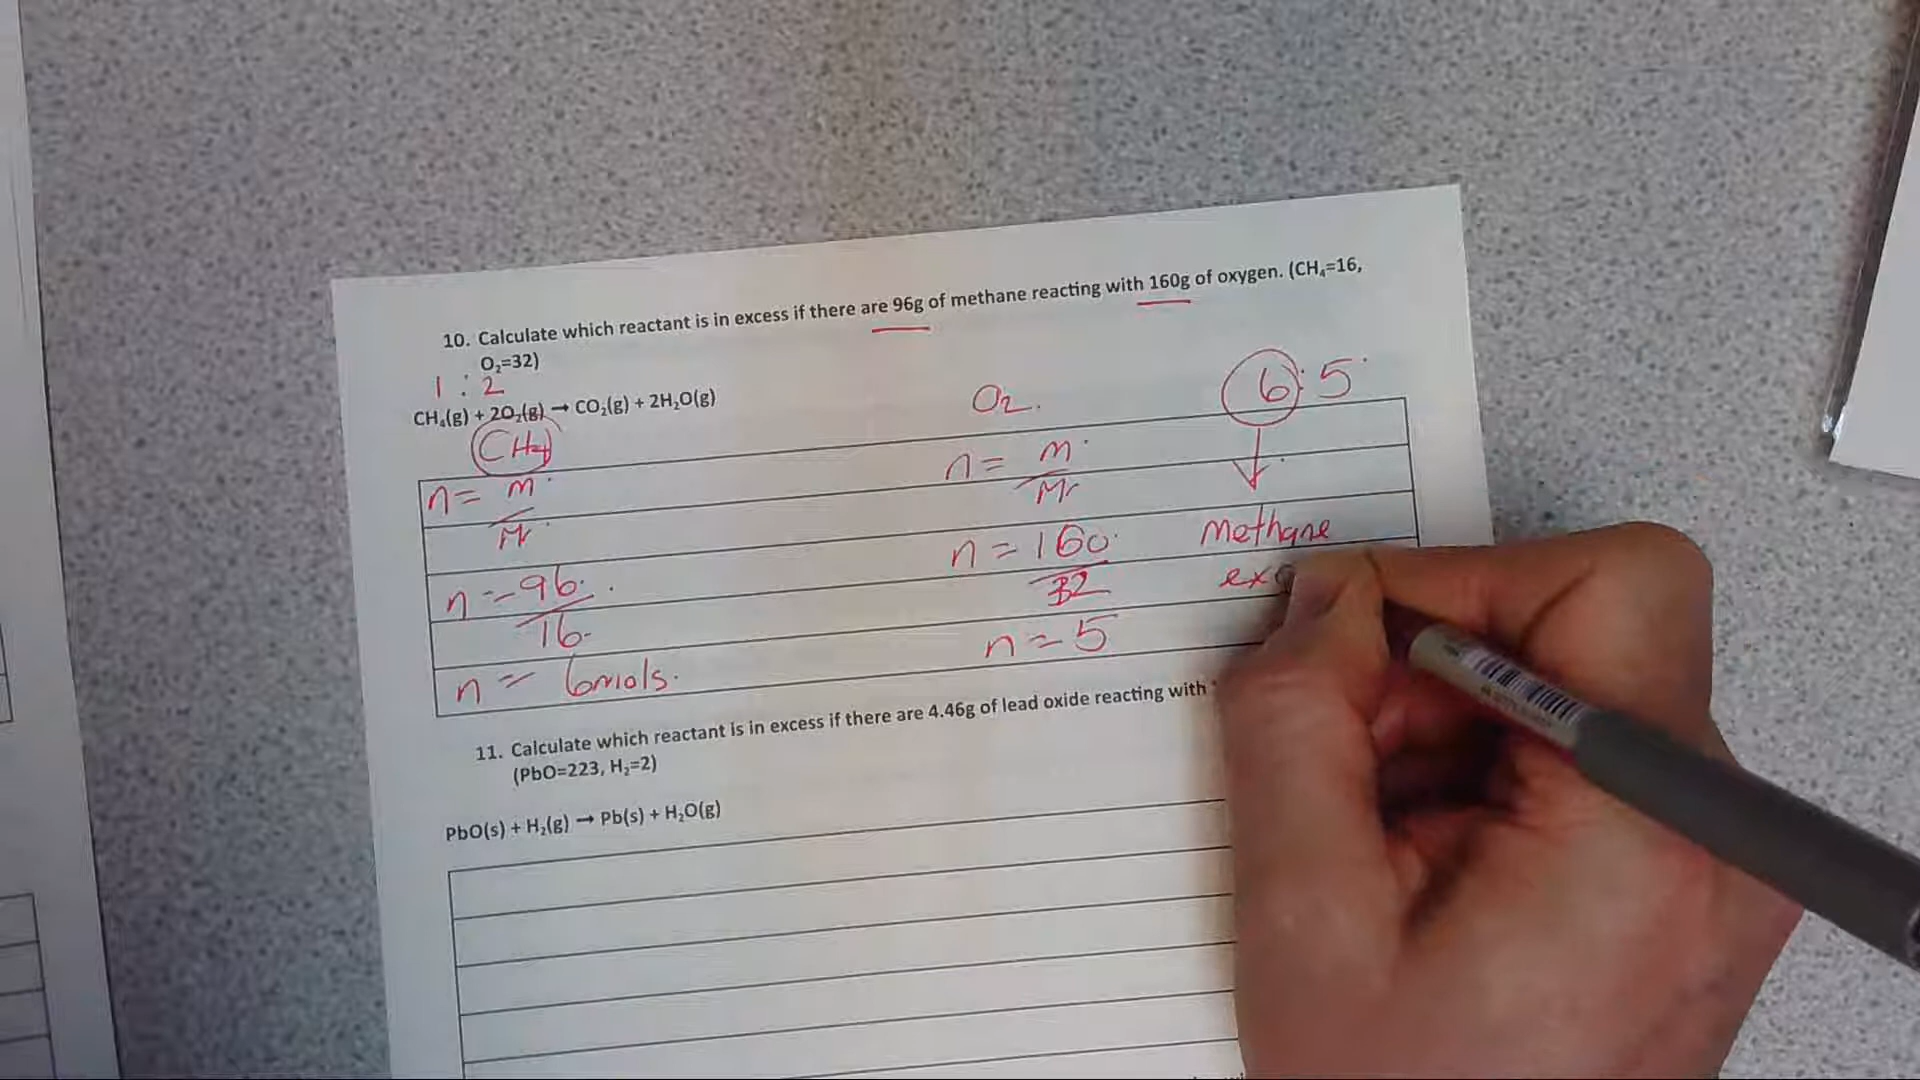 10. Calculate which reactant is in excess if there are 96g of methane reacting with 160g of oxygen. (CH₄=16,
O₂=32)
1 : 2
CH₄(g) + 2O₂(g) → CO₂(g) + 2H₂O(g)
CH4
O2.
6 : 5
n = m
Mr
n = m
Mr
n = 96
16
n = 160
32
Methane
n = 6mols.
n = 5
11. Calculate which reactant is in excess if there are 4.46g of lead oxide reacting with
(PbO=223, H₂=2)
PbO(s) + H₂(g) → Pb(s) + H₂O(g)